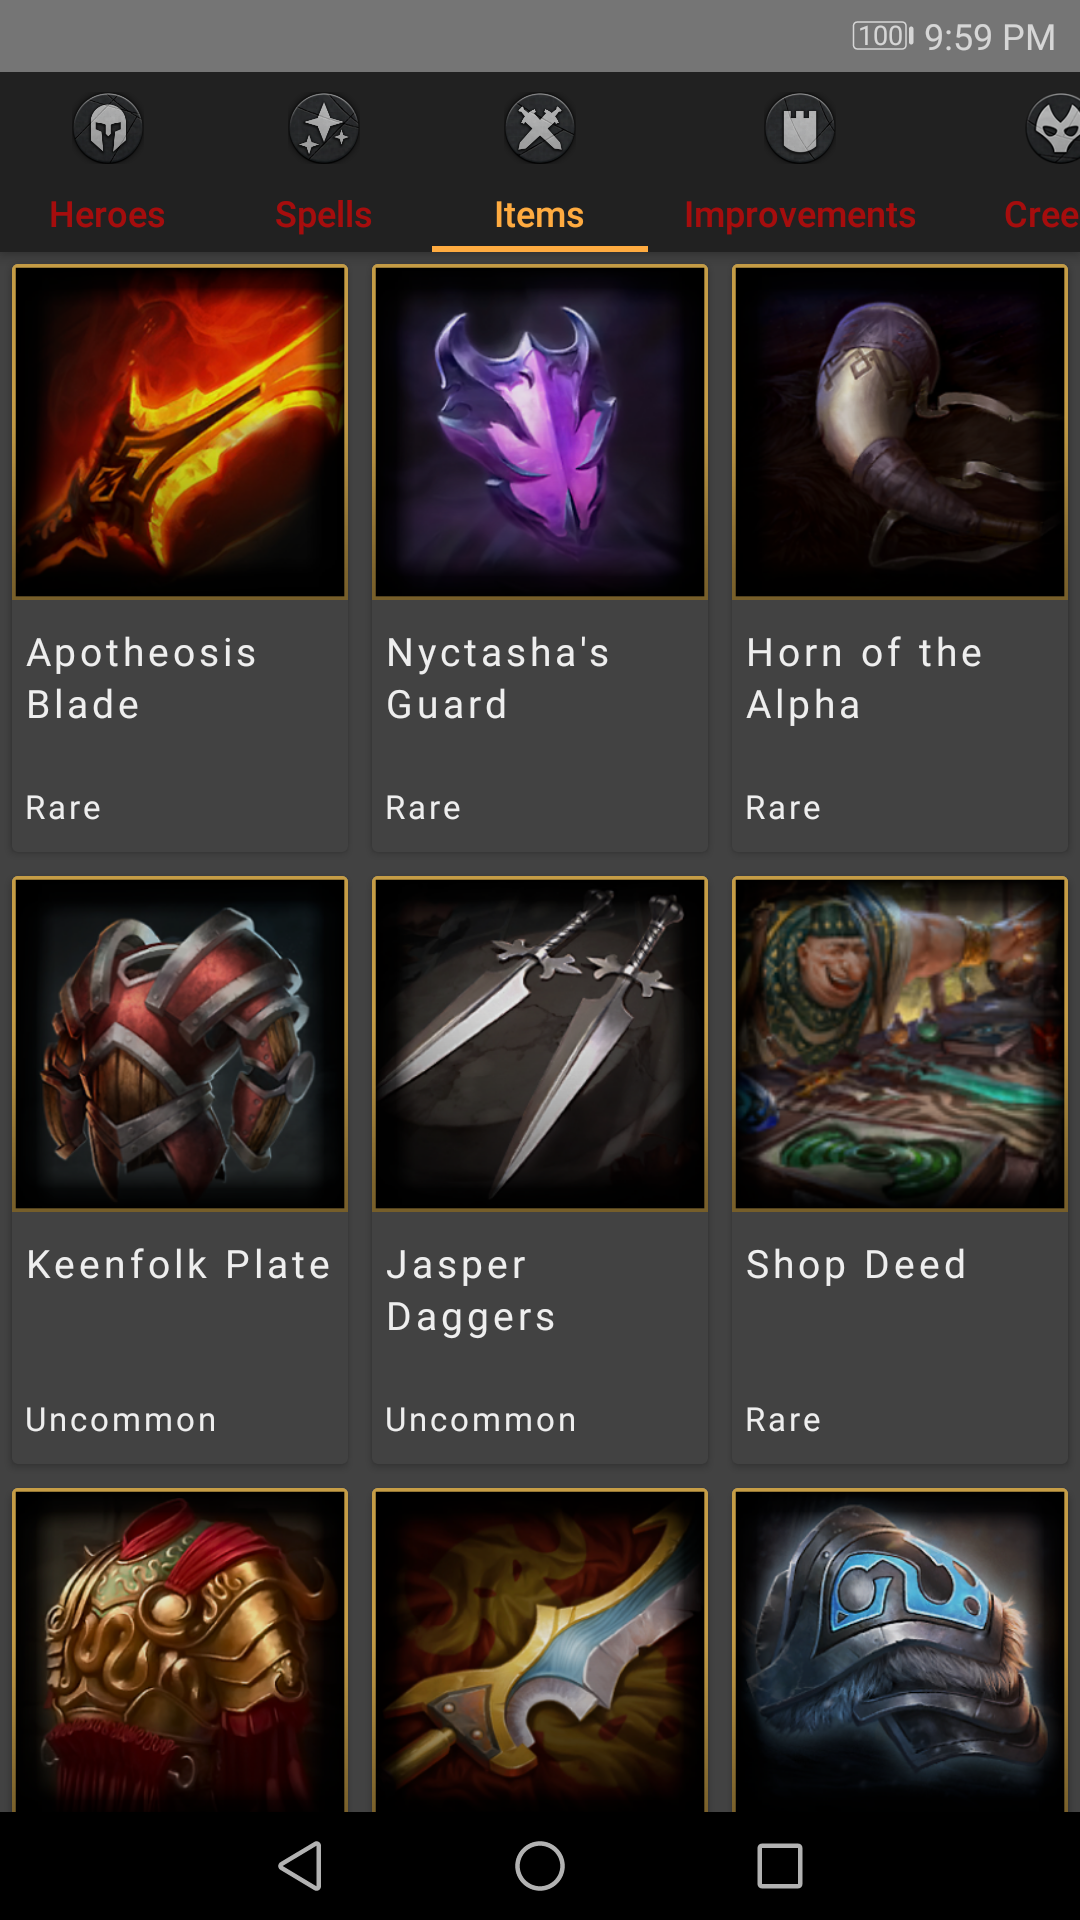 100 9:59 PM
Heroes Spells Items Improvements Cree
Apotheosis Nyctasha's Horn of the
Blade Guard Alpha
Rare Rare Rare
Keenfolk Plate Jasper Shop Deed
Daggers
Uncommon Uncommon Rare